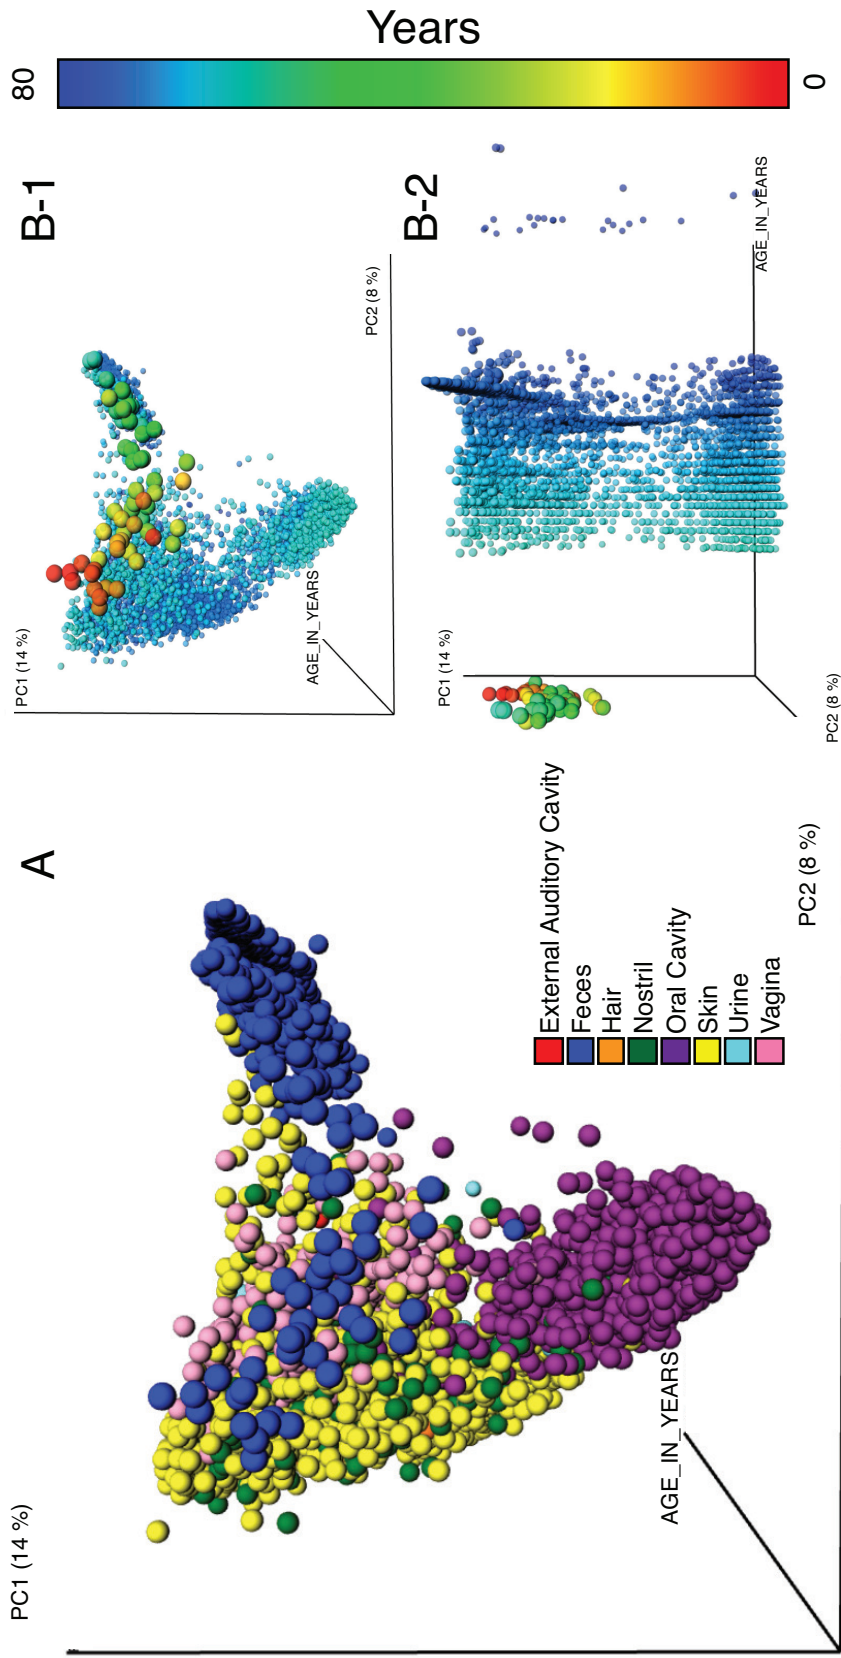 A
PC1 (14 %)
PC2 (8 %)
AGE_IN_YEARS
External Auditory Cavity
Feces
Hair
Nostril
Oral Cavity
Skin
Urine
Vagina
B-1
PC1 (14 %)
PC2 (8 %)
AGE_IN_YEARS
B-2
PC1 (14 %)
PC2 (8 %)
AGE_IN_YEARS
80
Years
0